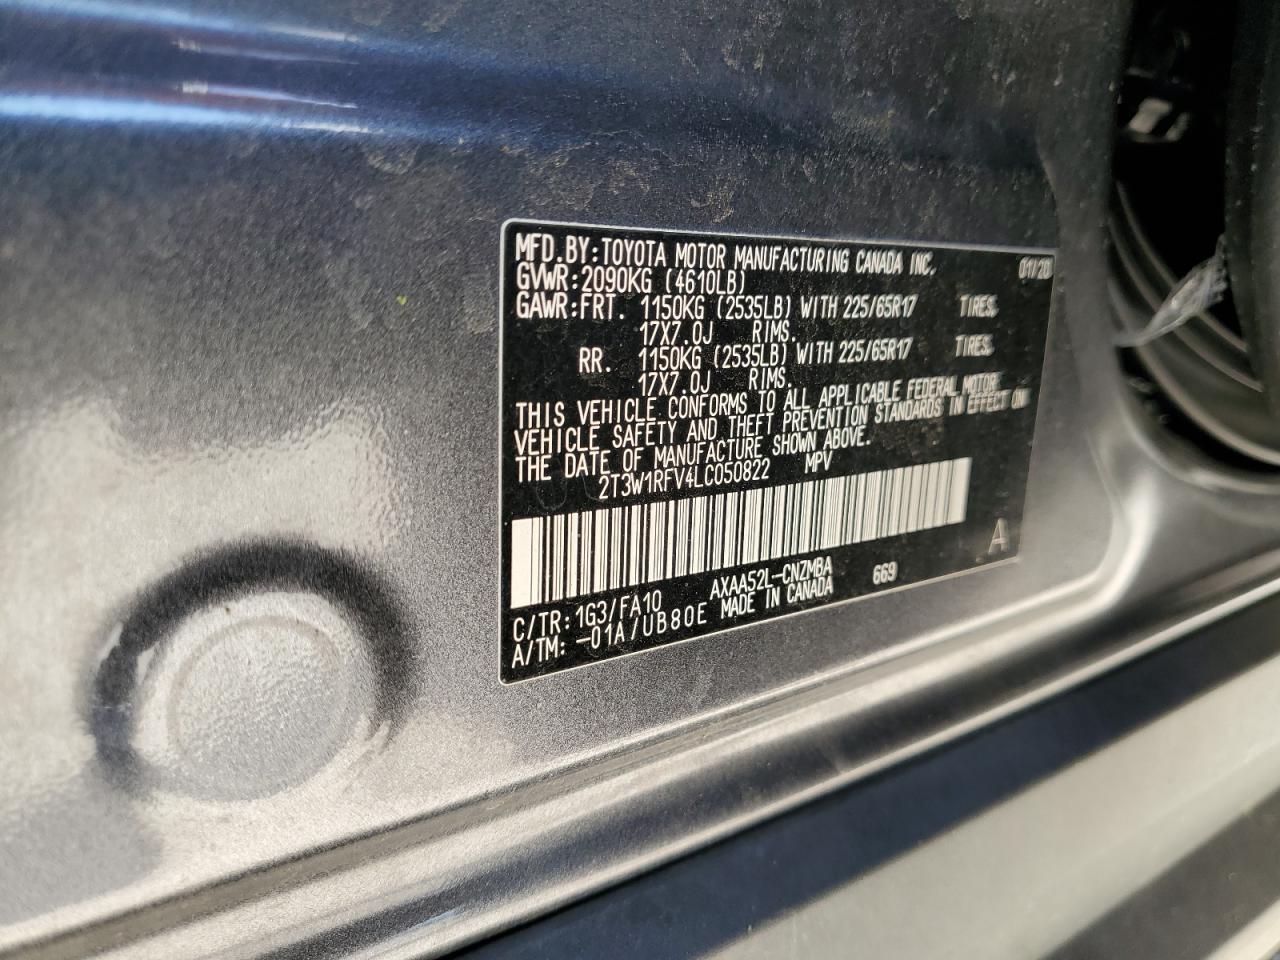 MFD.BY:TOYOTA MOTOR MANUFACTURING CANADA INC. 01/20
GVWR:2090KG (4610LB)
GAWR:FRT. 1150KG (2535LB) WITH 225/65R17 TIRES,
17X7.0J RIMS.
RR. 1150KG (2535LB) WITH 225/65R17 TIRES,
17X7.0J RIMS.
THIS VEHICLE CONFORMS TO ALL APPLICABLE FEDERAL MOTOR
VEHICLE SAFETY AND THEFT PREVENTION STANDARDS IN EFFECT ON
THE DATE OF MANUFACTURE SHOWN ABOVE.
2T3W1RFV4LC050822 MPV
A
C/TR:1G3/FA10 AXAA52L-CNZMBA 669
A/TM:-01A/UB80E MADE IN CANADA